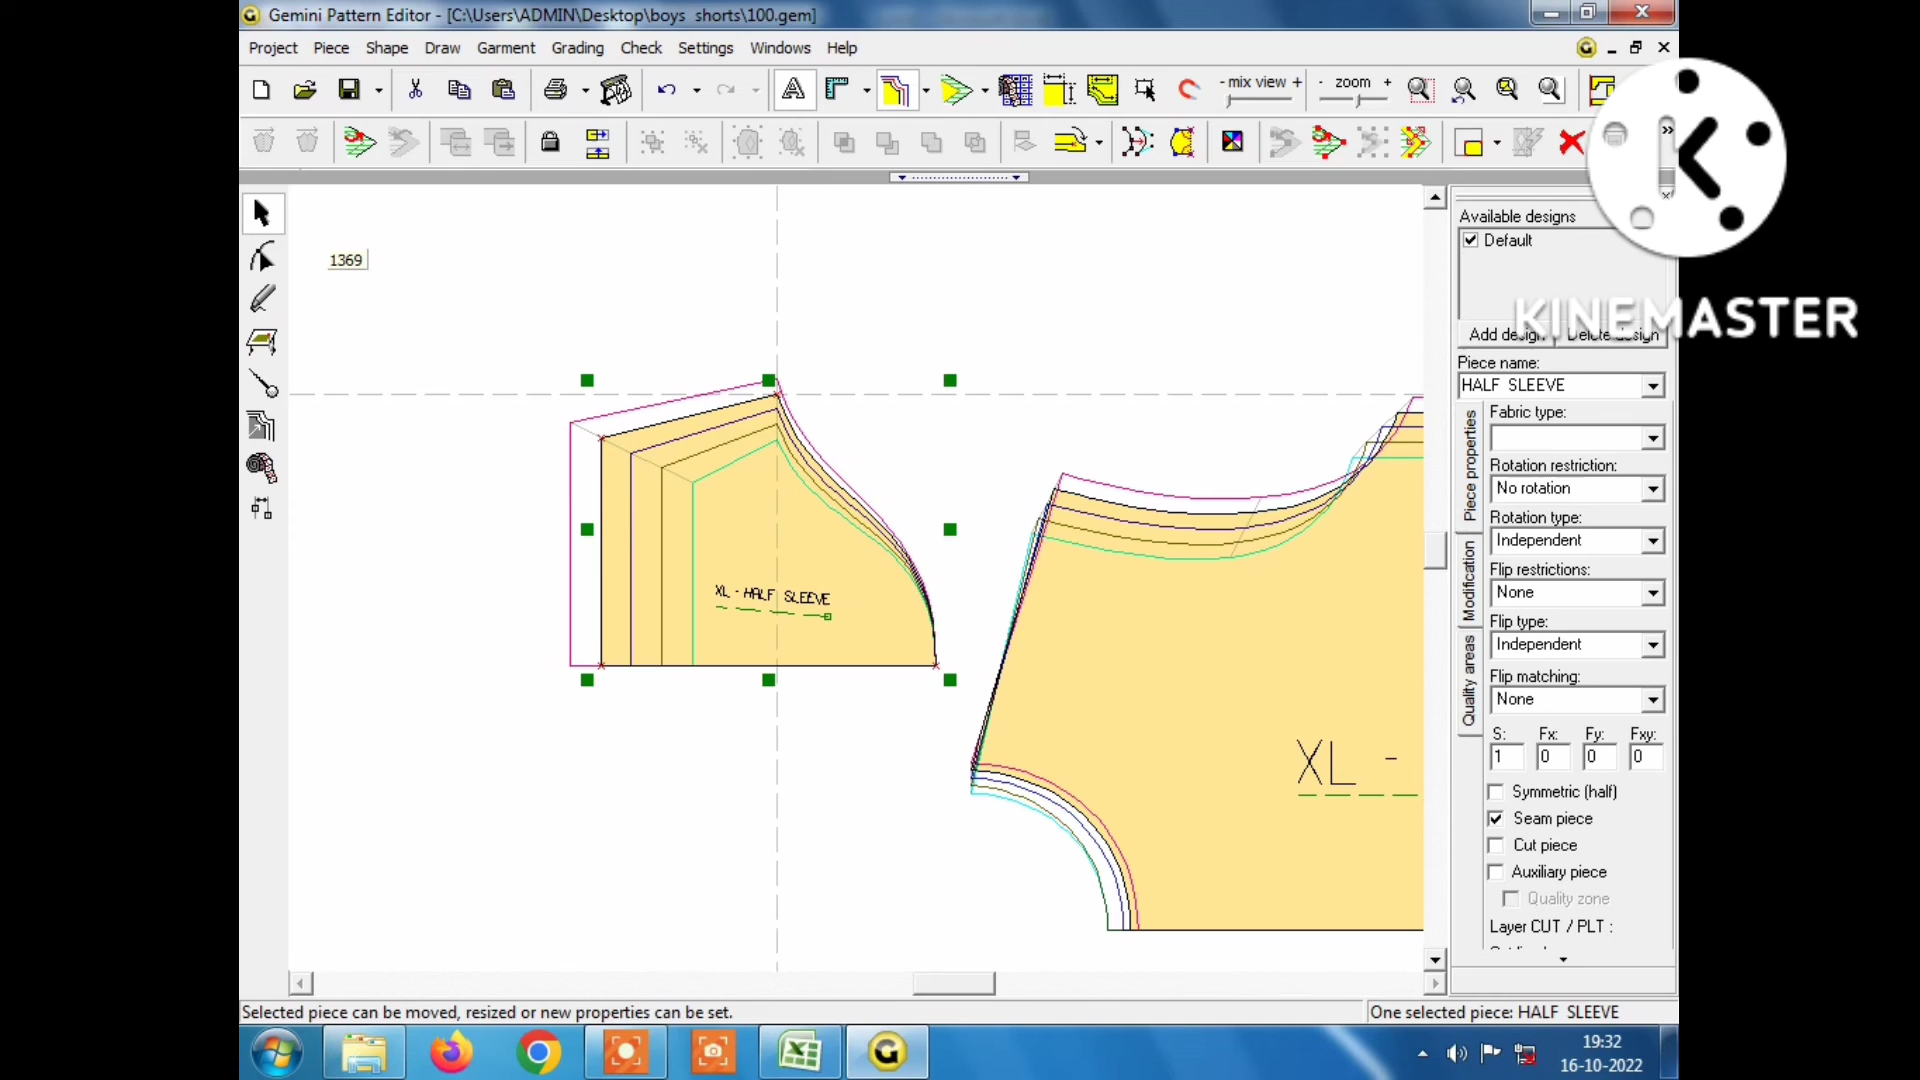 Gemini Pattern Editor - [C:\Users\ADMIN\Desktop\boys shorts\100.gem]
Project Piece Shape Draw Garment Grading Check Settings Windows Help
- mix view + - zoom +
Available designs
Default
1369
KINEMASTER
Add design Delete design
Piece name:
HALF SLEEVE
Fabric type:
Rotation restriction:
No rotation
Rotation type:
Independent
Flip restrictions:
None
Flip type:
Independent
Flip matching:
None
S: Fx: Fy: Fxy:
1 0 0 0
Symmetric (half)
Seam piece
Cut piece
Auxiliary piece
Quality zone
Layer CUT / PLT :
Piece properties
Modification
Quality areas
XL - HALF SLEEVE
XL -
Selected piece can be moved, resized or new properties can be set.
One selected piece: HALF SLEEVE
19:32
16-10-2022